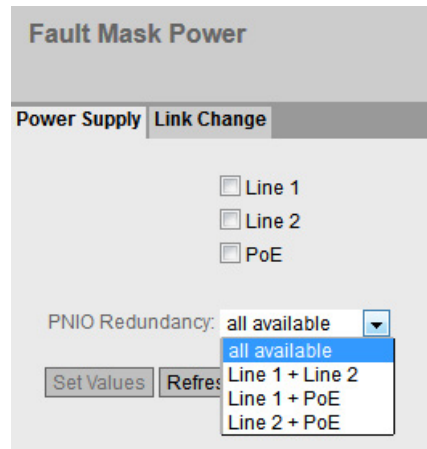 Fault Mask Power
Power Supply Link Change
Line 1
Line 2
PoE
PNIO Redundancy: all available
all available
Line 1 + Line 2
Line 1 + PoE
Line 2 + PoE
Set Values Refres